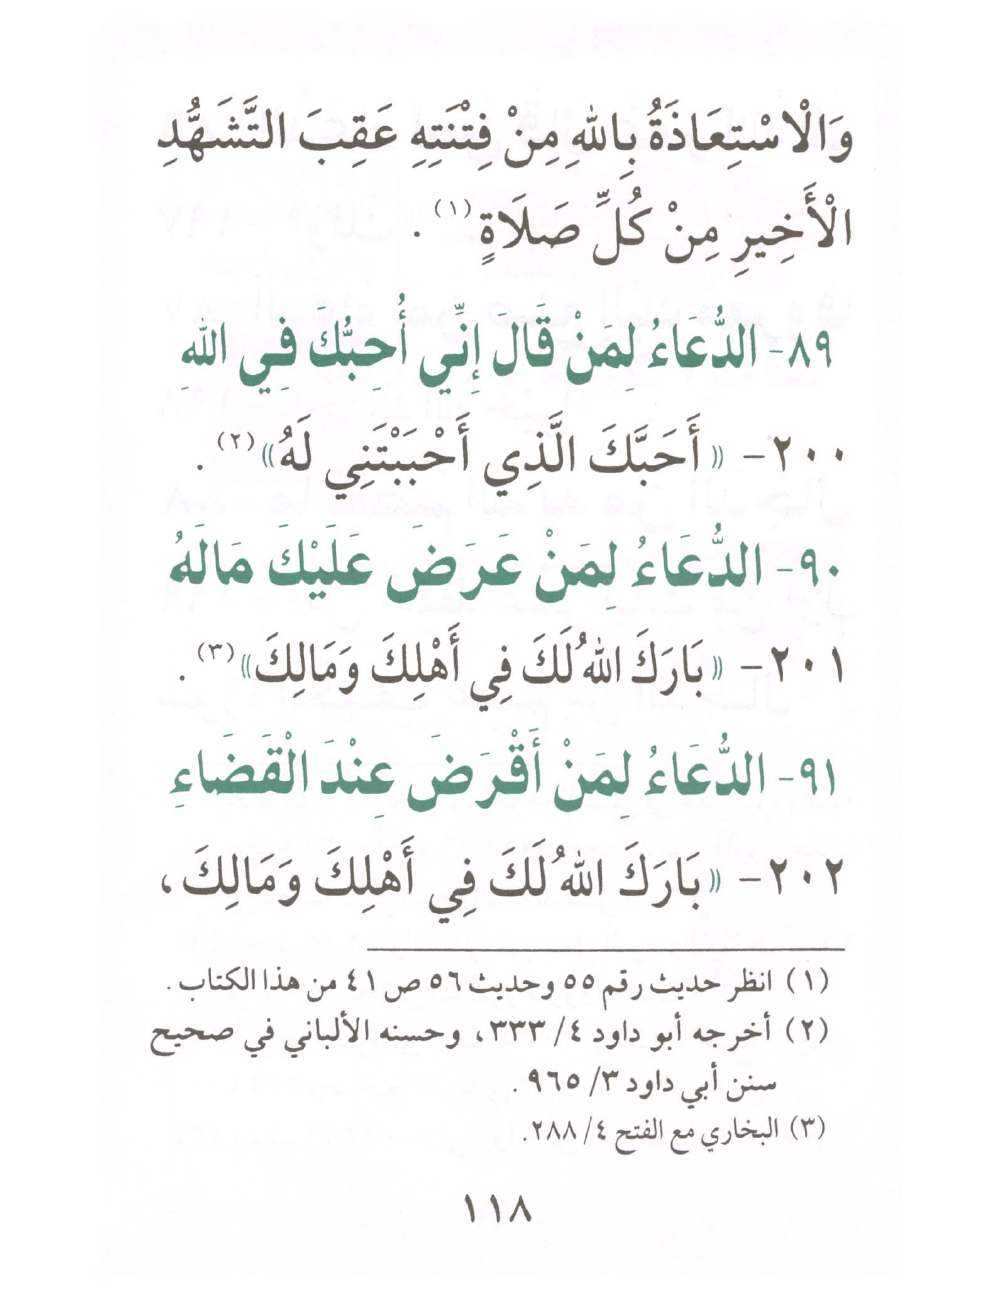 وَالْاسْتِعَاذَةُ بِاللهِ مِنْ فِتْنَتِهِ عَقِبَ التَّشَهُّدِ
الْأَخِيرِ مِنْ كُلِّ صَلَاةٍ(١) .
٨٩- الدُّعَاءُ لِمَنْ قَال إِنِّي أُحِبُّكَ فِي اللهِ
٢٠٠- «أَحَبَّكَ الَّذِي أَحْبَبْتَنِي لَهُ»(٢) .
٩٠- الدُّعَاءُ لِمَنْ عَرَضَ عَلَيْكَ مَالَهُ
٢٠١- «بَارَكَ اللهُ لَكَ فِي أَهْلِكَ وَمَالِكَ»(٣) .
٩١- الدُّعَاءُ لِمَنْ أَقْرَضَ عِنْدَ الْقَضَاءِ
٢٠٢- «بَارَكَ اللهُ لَكَ فِي أَهْلِكَ وَمَالِكَ،
(١) انظر حديث رقم ٥٥ وحديث ٥٦ ص ٤١ من هذا الكتاب .
(٢) أخرجه أبو داود ٤/ ٣٣٣، وحسنه الألباني في صحيح
سنن أبي داود ٣/ ٩٦٥ .
(٣) البخاري مع الفتح ٤/ ٢٨٨.
١١٨